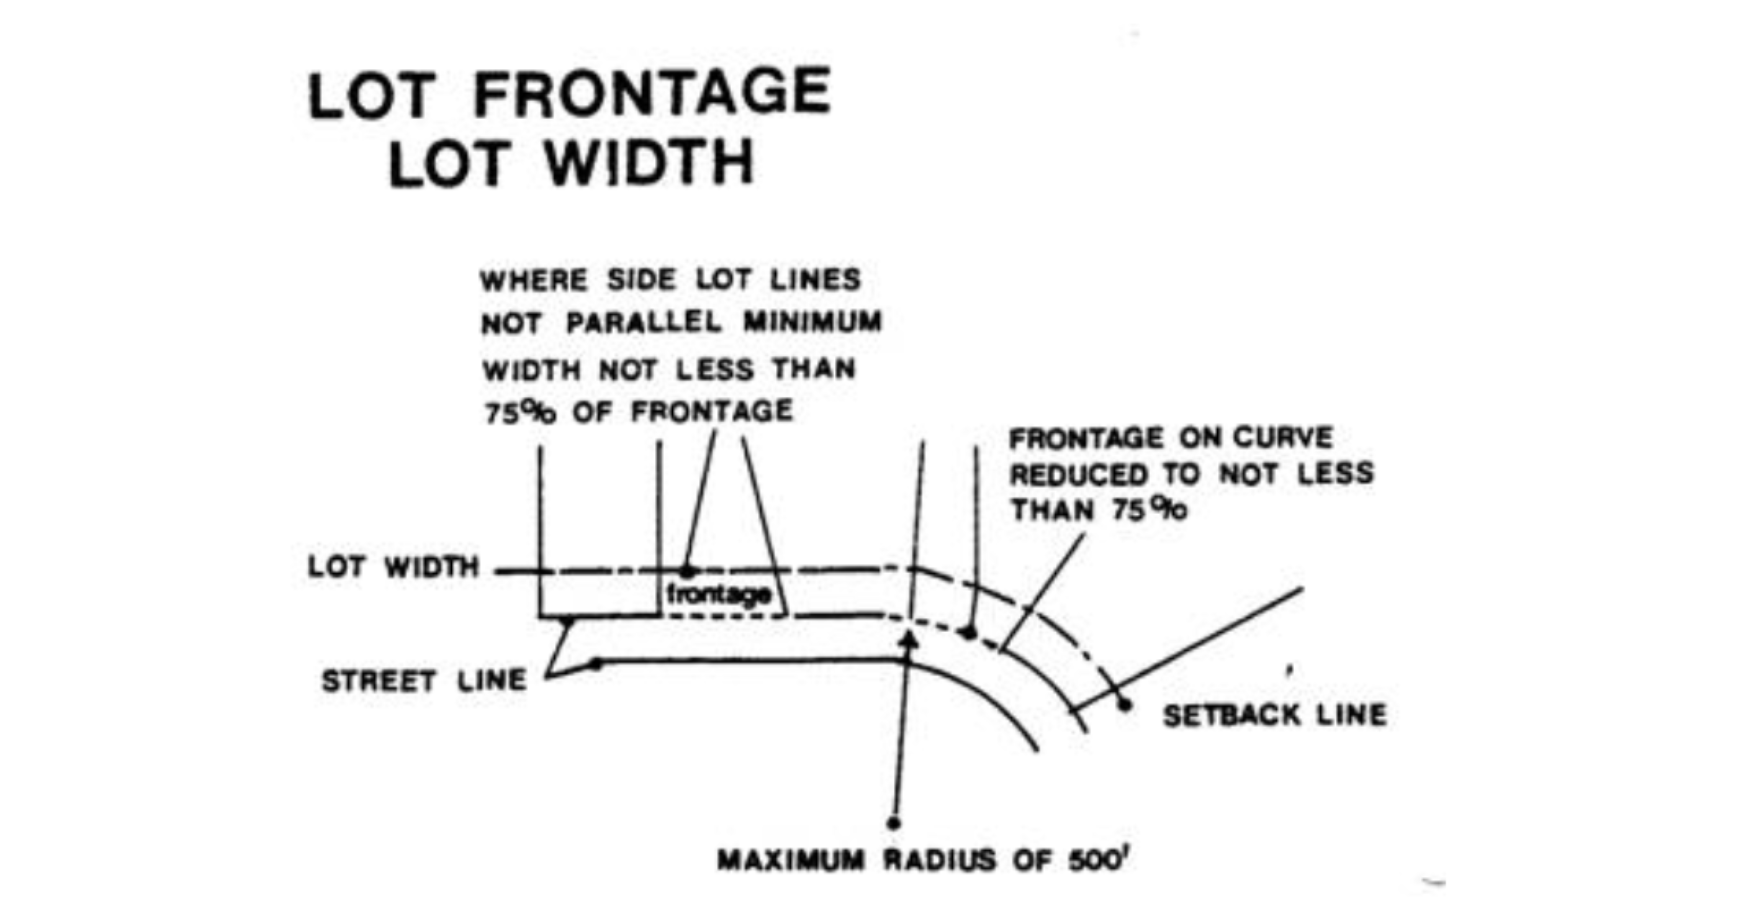 LOT FRONTAGE
LOT WIDTH
WHERE SIDE LOT LINES
NOT PARALLEL MINIMUM
WIDTH NOT LESS THAN
75% OF FRONTAGE
FRONTAGE ON CURVE
REDUCED TO NOT LESS
THAN 75%
LOT WIDTH
frontage
STREET LINE
SETBACK LINE
MAXIMUM RADIUS OF 500'